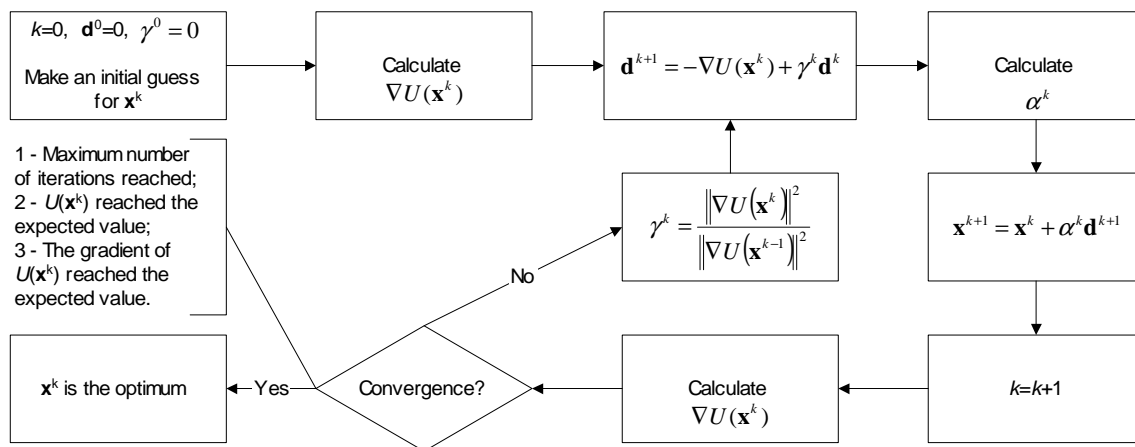 k=0, d⁰=0, γ⁰ = 0
Make an initial guess
for xᵏ
Calculate
∇U(xᵏ)
dᵏ⁺¹ = −∇U(xᵏ) + γᵏdᵏ
Calculate
αᵏ
1 - Maximum number
of iterations reached;
2 - U(xᵏ) reached the
expected value;
3 - The gradient of
U(xᵏ) reached the
expected value.
No
γᵏ = ‖∇U(xᵏ)‖² / ‖∇U(xᵏ⁻¹)‖²
xᵏ⁺¹ = xᵏ + αᵏdᵏ⁺¹
xᵏ is the optimum
Yes
Convergence?
Calculate
∇U(xᵏ)
k=k+1